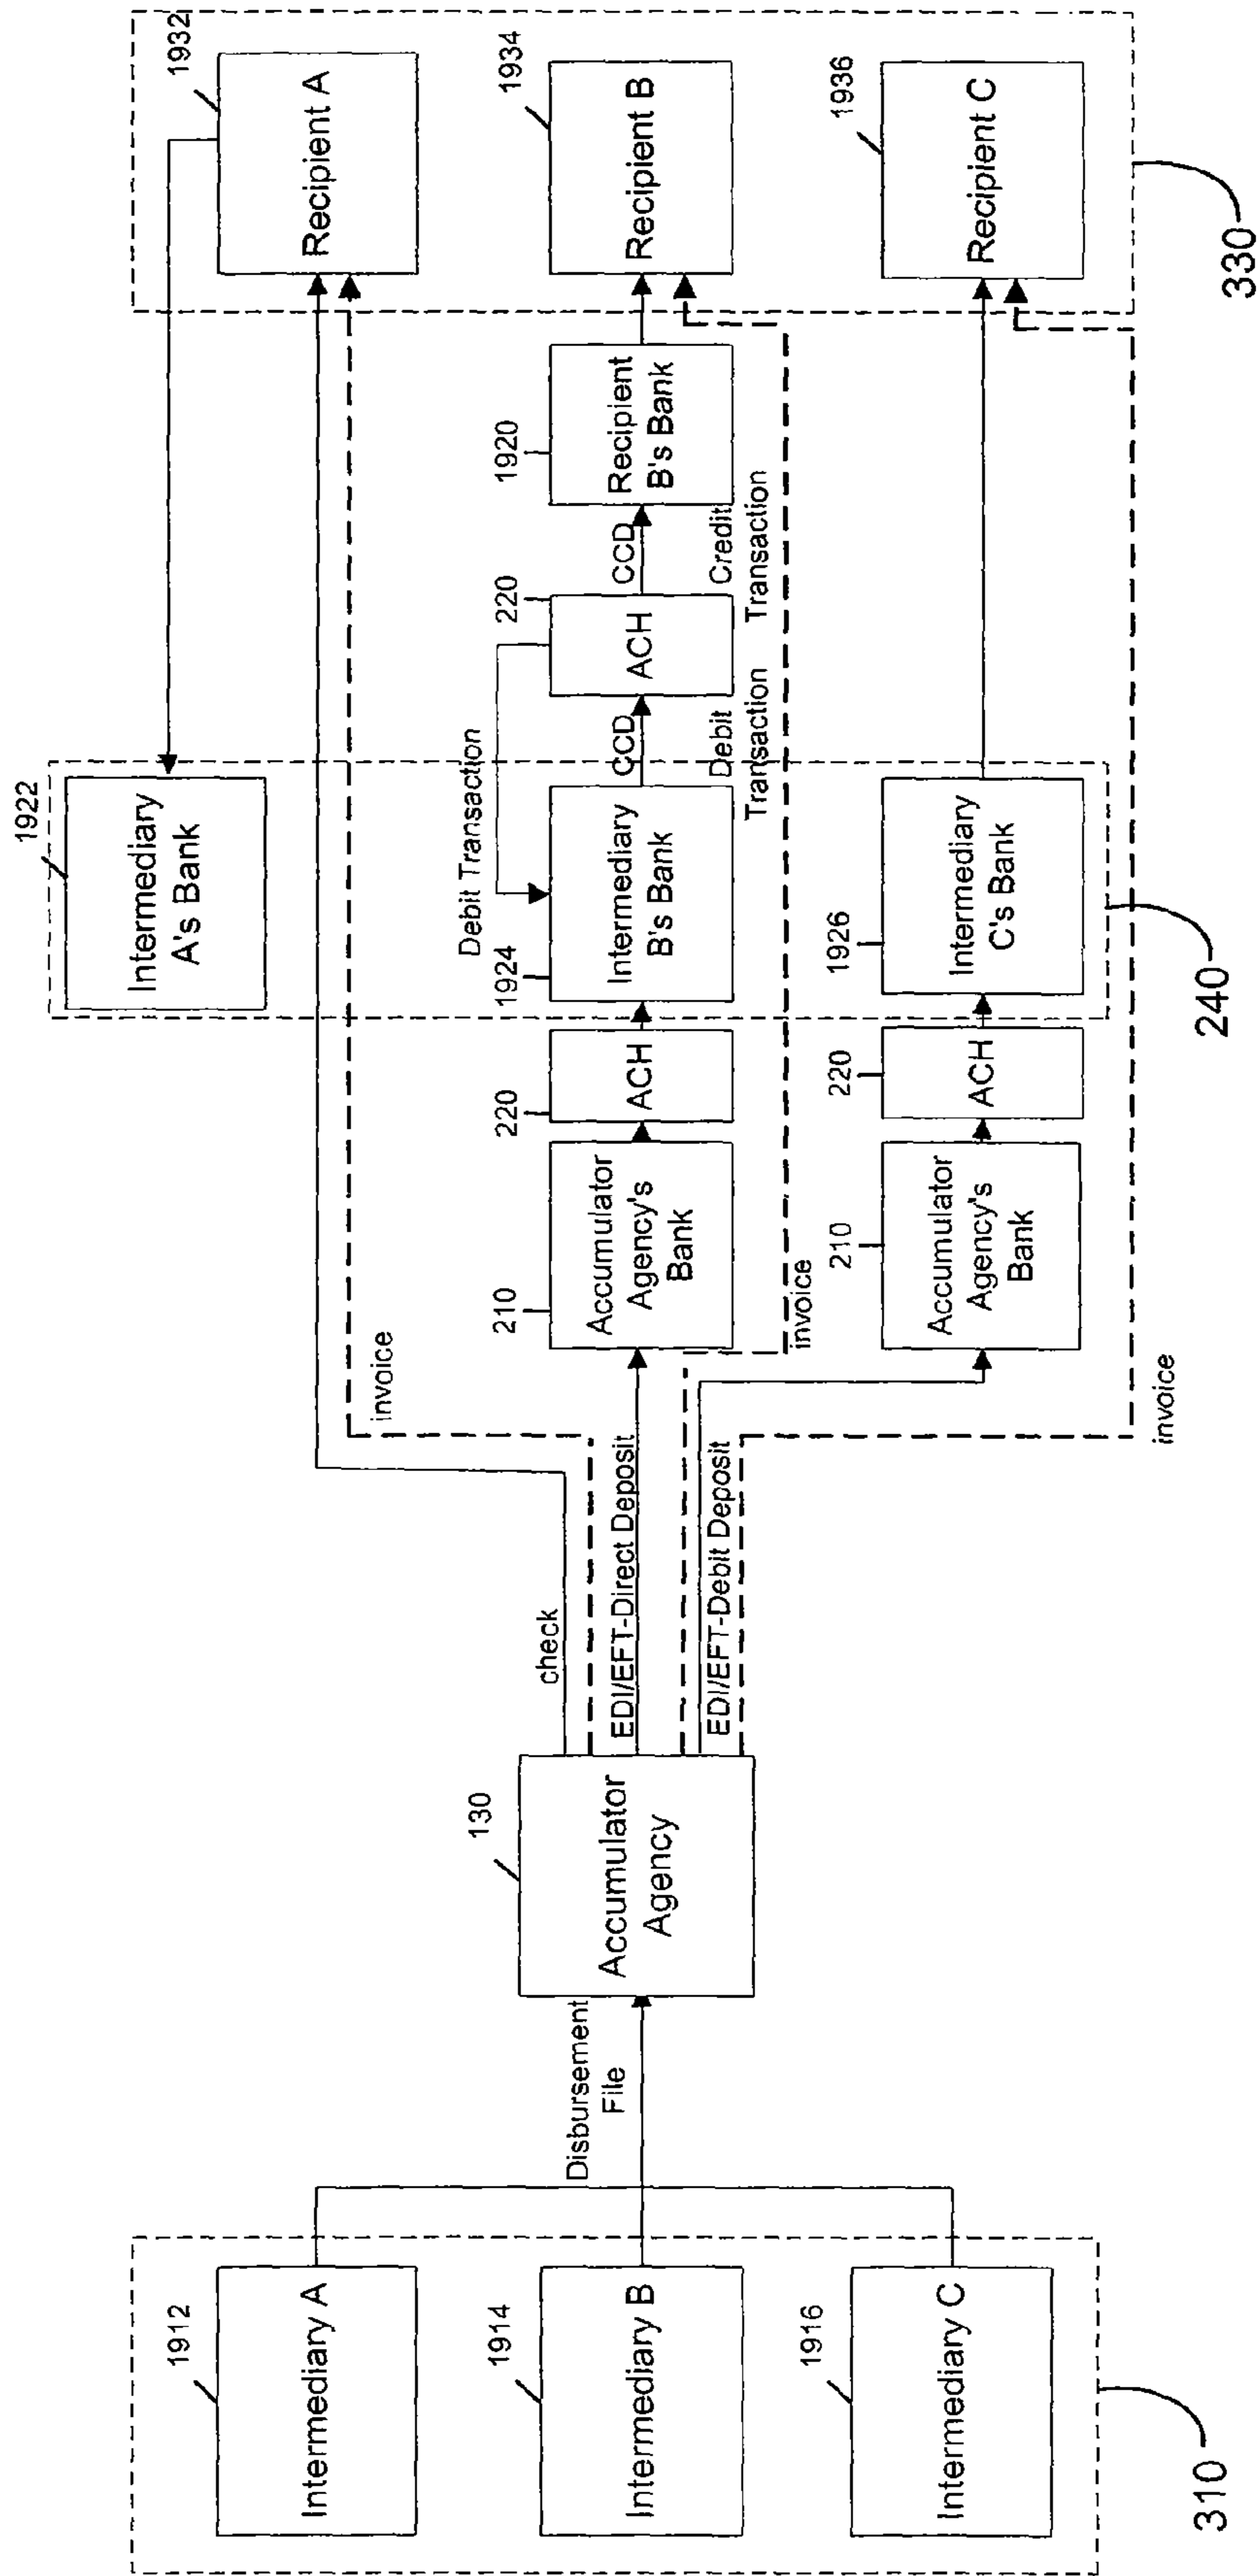 1912
Intermediary A
1914
Intermediary B
1916
Intermediary C
310
Disbursement
File
130
Accumulator
Agency
check
EDI/EFT-Direct Deposit
EDI/EFT-Debit Deposit
invoice
invoice
invoice
210
Accumulator
Agency's
Bank
220
ACH
210
Accumulator
Agency's
Bank
220
ACH
1922
Intermediary
A's Bank
1924
Intermediary
B's Bank
Debit Transaction
1926
Intermediary
C's Bank
240
CCD
Debit
Transaction
220
ACH
CCD
Credit
Transaction
1920
Recipient
B's Bank
1932
Recipient A
1934
Recipient B
1936
Recipient C
330